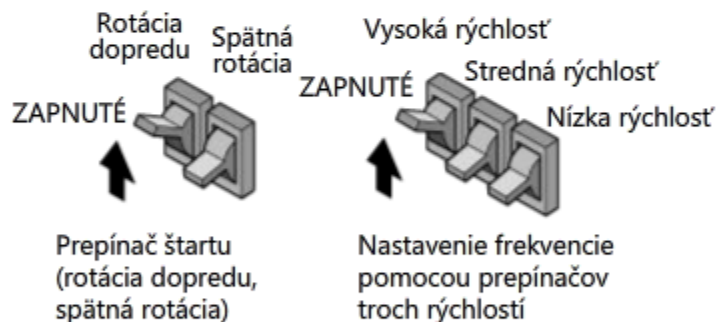 Rotácia
dopredu
Spätná
rotácia
ZAPNUTÉ
Prepínač štartu
(rotácia dopredu,
spätná rotácia)
Vysoká rýchlosť
Stredná rýchlosť
ZAPNUTÉ
Nízka rýchlosť
Nastavenie frekvencie
pomocou prepínačov
troch rýchlostí